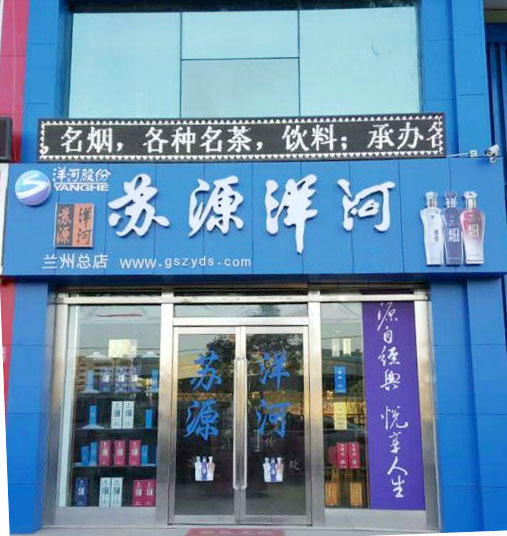 名烟，各种名茶，饮料；承办各
洋河股份
YANGHE
苏源洋河
苏源
洋河
兰州总店 www.gszyds.com
苏源
洋河
源自经典 悦享人生